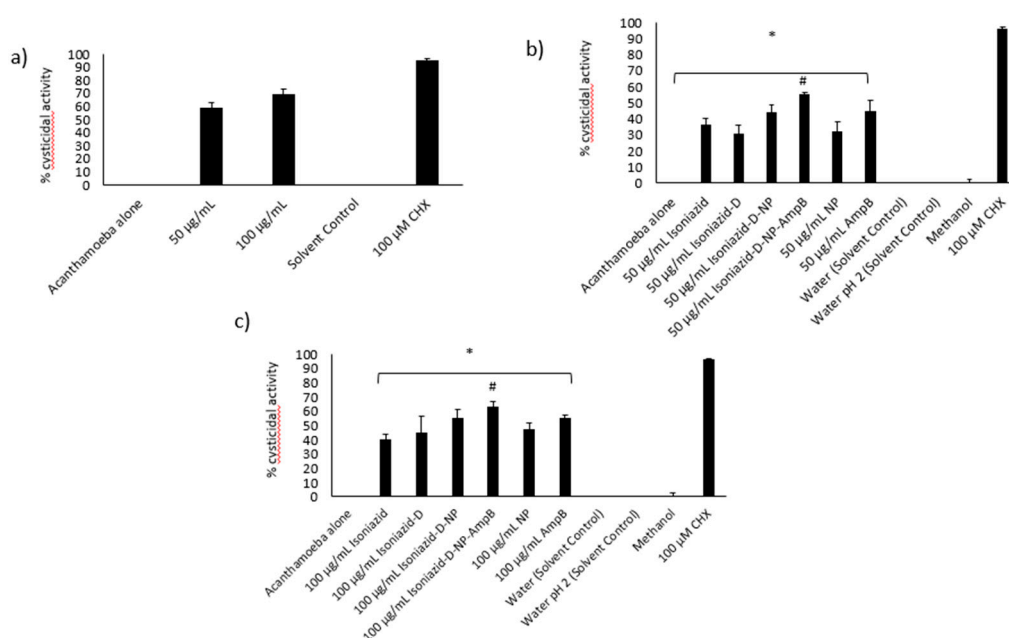 a)
% cysticidal activity
100
90
80
70
60
50
40
30
20
10
0
Acanthamoeba alone
50 µg/mL
100 µg/mL
Solvent Control
100 µM CHX
b)
% cysticidal activity
100
90
80
70
60
50
40
30
20
10
0
*
#
Acanthamoeba alone
50 µg/mL Isoniazid
50 µg/mL Isoniazid-D
50 µg/mL Isoniazid-D-NP
50 µg/mL Isoniazid-D-NP-AmpB
50 µg/mL NP
50 µg/mL AmpB
Water (Solvent Control)
Water pH 2 (Solvent Control)
Methanol
100 µM CHX
c)
% cysticidal activity
100
90
80
70
60
50
40
30
20
10
0
*
#
Acanthamoeba alone
100 µg/mL Isoniazid
100 µg/mL Isoniazid-D
100 µg/mL Isoniazid-D-NP
100 µg/mL Isoniazid-D-NP-AmpB
100 µg/mL NP
100 µg/mL AmpB
Water (Solvent Control)
Water pH 2 (Solvent Control)
Methanol
100 µM CHX